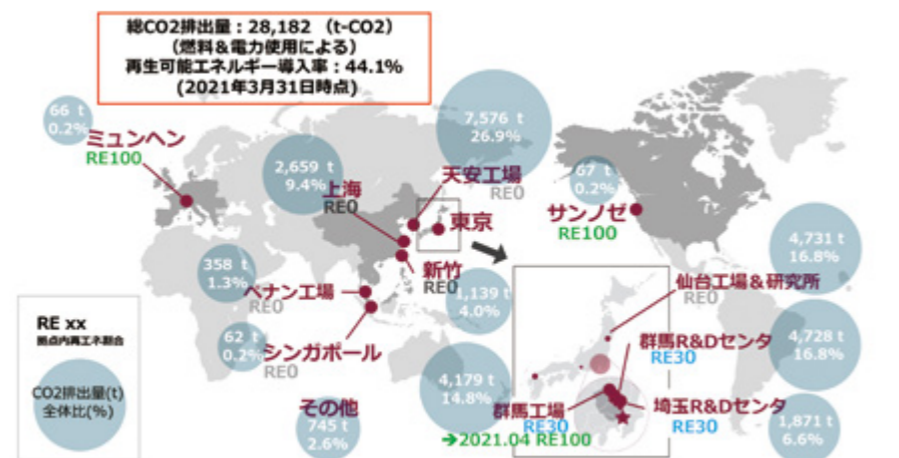 総CO2排出量：28,182 （t-CO2）
（燃料＆電力使用による）
再生可能エネルギー導入率：44.1%
(2021年3月31日時点)
66 t
0.2%
ミュンヘン
RE100
2,659 t
9.4%
上海
RE0
7,576 t
26.9%
天安工場
RE0
東京
新竹
RE0
67 t
0.2%
サンノゼ
RE100
358 t
1.3%
ペナン工場
RE0
1,139 t
4.0%
62 t
0.2%
シンガポール
RE0
4,179 t
14.8%
その他
745 t
2.6%
仙台工場＆研究所
RE0
4,731 t
16.8%
群馬R&Dセンタ
RE30
4,728 t
16.8%
群馬工場
RE30
➔2021.04 RE100
埼玉R&Dセンタ
RE30
1,871 t
6.6%
RE xx
拠点内再エネ割合
CO2排出量(t)
全体比(%)